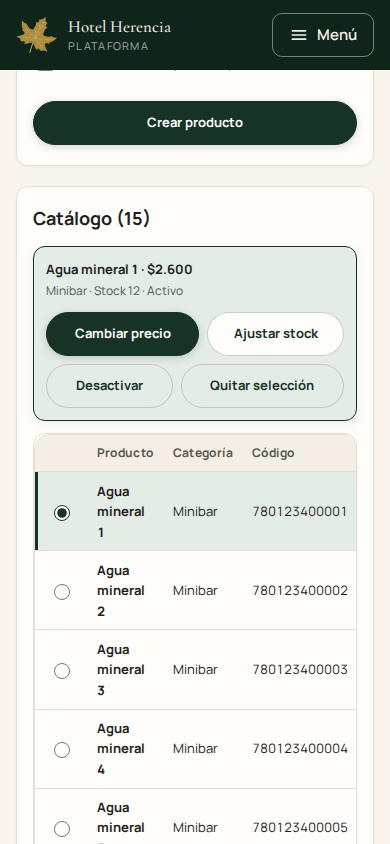 Hotel Herencia
PLATAFORMA
Menú
Crear producto
Catálogo (15)
Agua mineral 1 · $2.600
Minibar · Stock 12 · Activo
Cambiar precio
Ajustar stock
Desactivar
Quitar selección
Producto Categoría Código
Agua
mineral
1
Minibar
780123400001
Agua
mineral
2
Minibar
780123400002
Agua
mineral
3
Minibar
780123400003
Agua
mineral
4
Minibar
780123400004
Agua
mineral
Minibar
780123400005